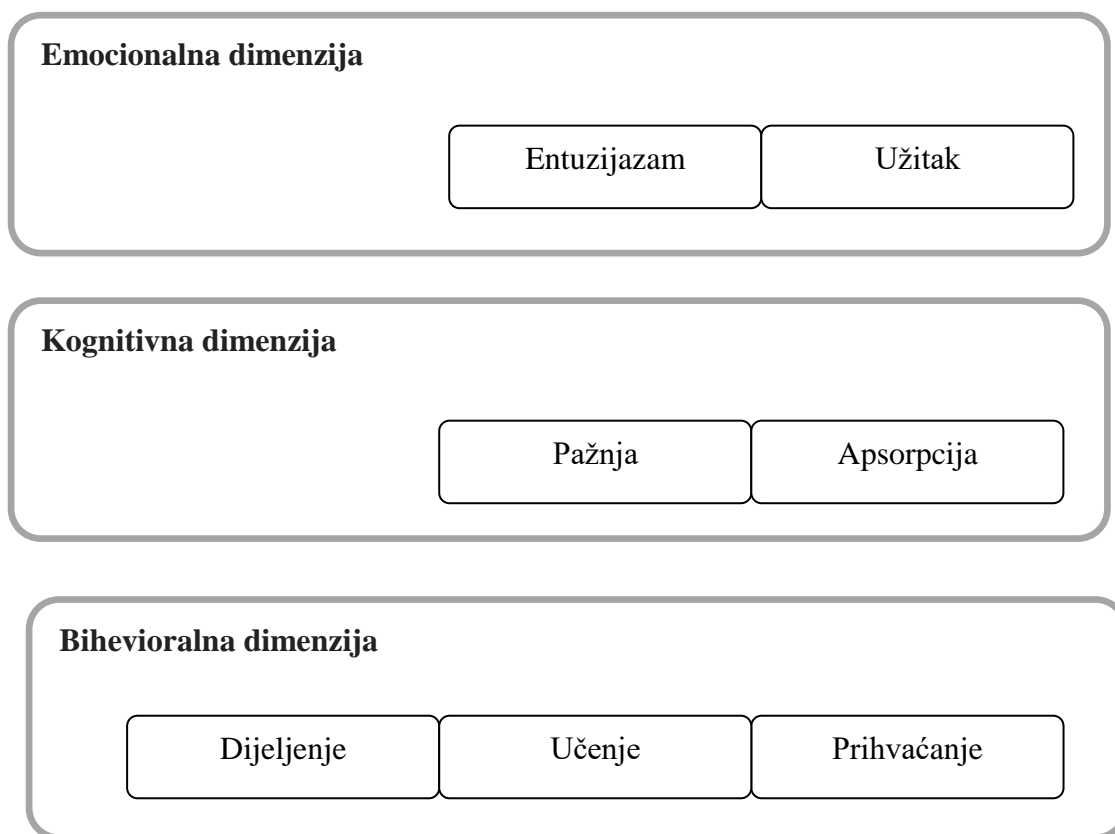 Emocionalna dimenzija
Entuzijazam
Užitak
Kognitivna dimenzija
Pažnja
Apsorpcija
Bihevioralna dimenzija
Dijeljenje
Učenje
Prihvaćanje